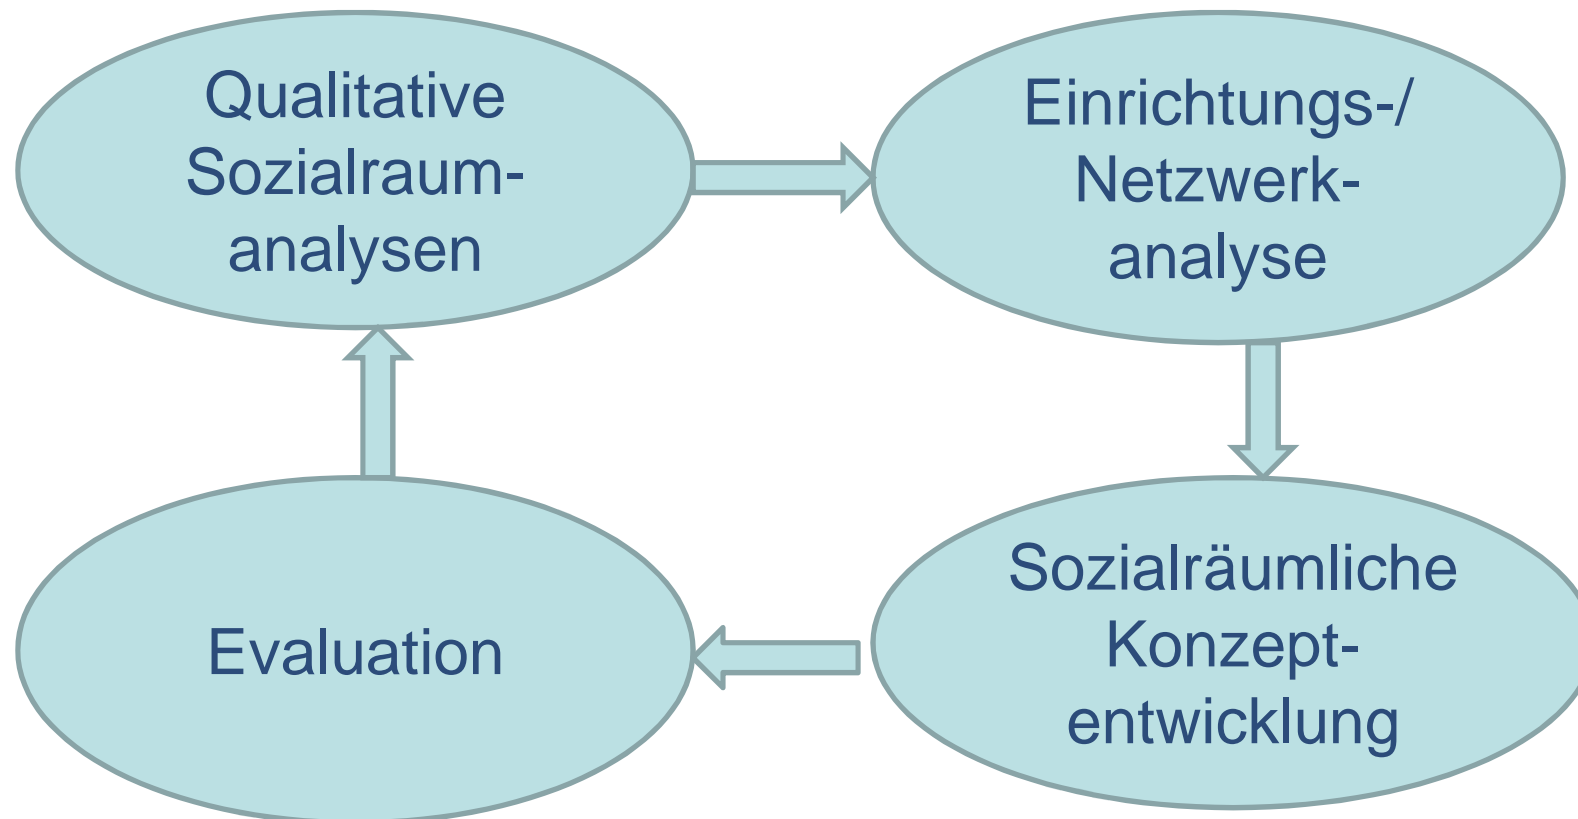 Qualitative
Sozialraum-
analysen
Einrichtungs-/
Netzwerk-
analyse
Evaluation
Sozialräumliche
Konzept-
entwicklung